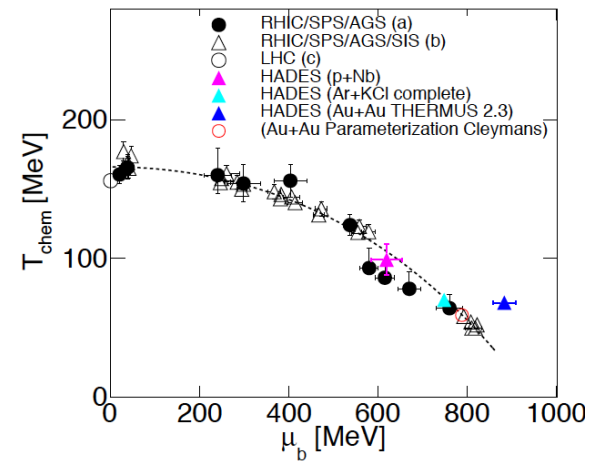 RHIC/SPS/AGS (a)
RHIC/SPS/AGS/SIS (b)
LHC (c)
HADES (p+Nb)
HADES (Ar+KCl complete)
HADES (Au+Au THERMUS 2.3)
(Au+Au Parameterization Cleymans)
T_chem [MeV]
200
100
0
0 200 400 600 800 1000
μ_b [MeV]